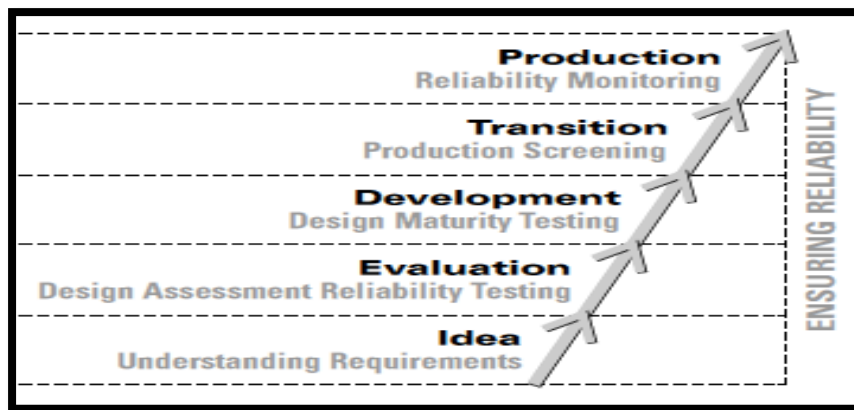 Production
Reliability Monitoring
Transition
Production Screening
Development
Design Maturity Testing
Evaluation
Design Assessment Reliability Testing
Idea
Understanding Requirements
ENSURING RELIABILITY